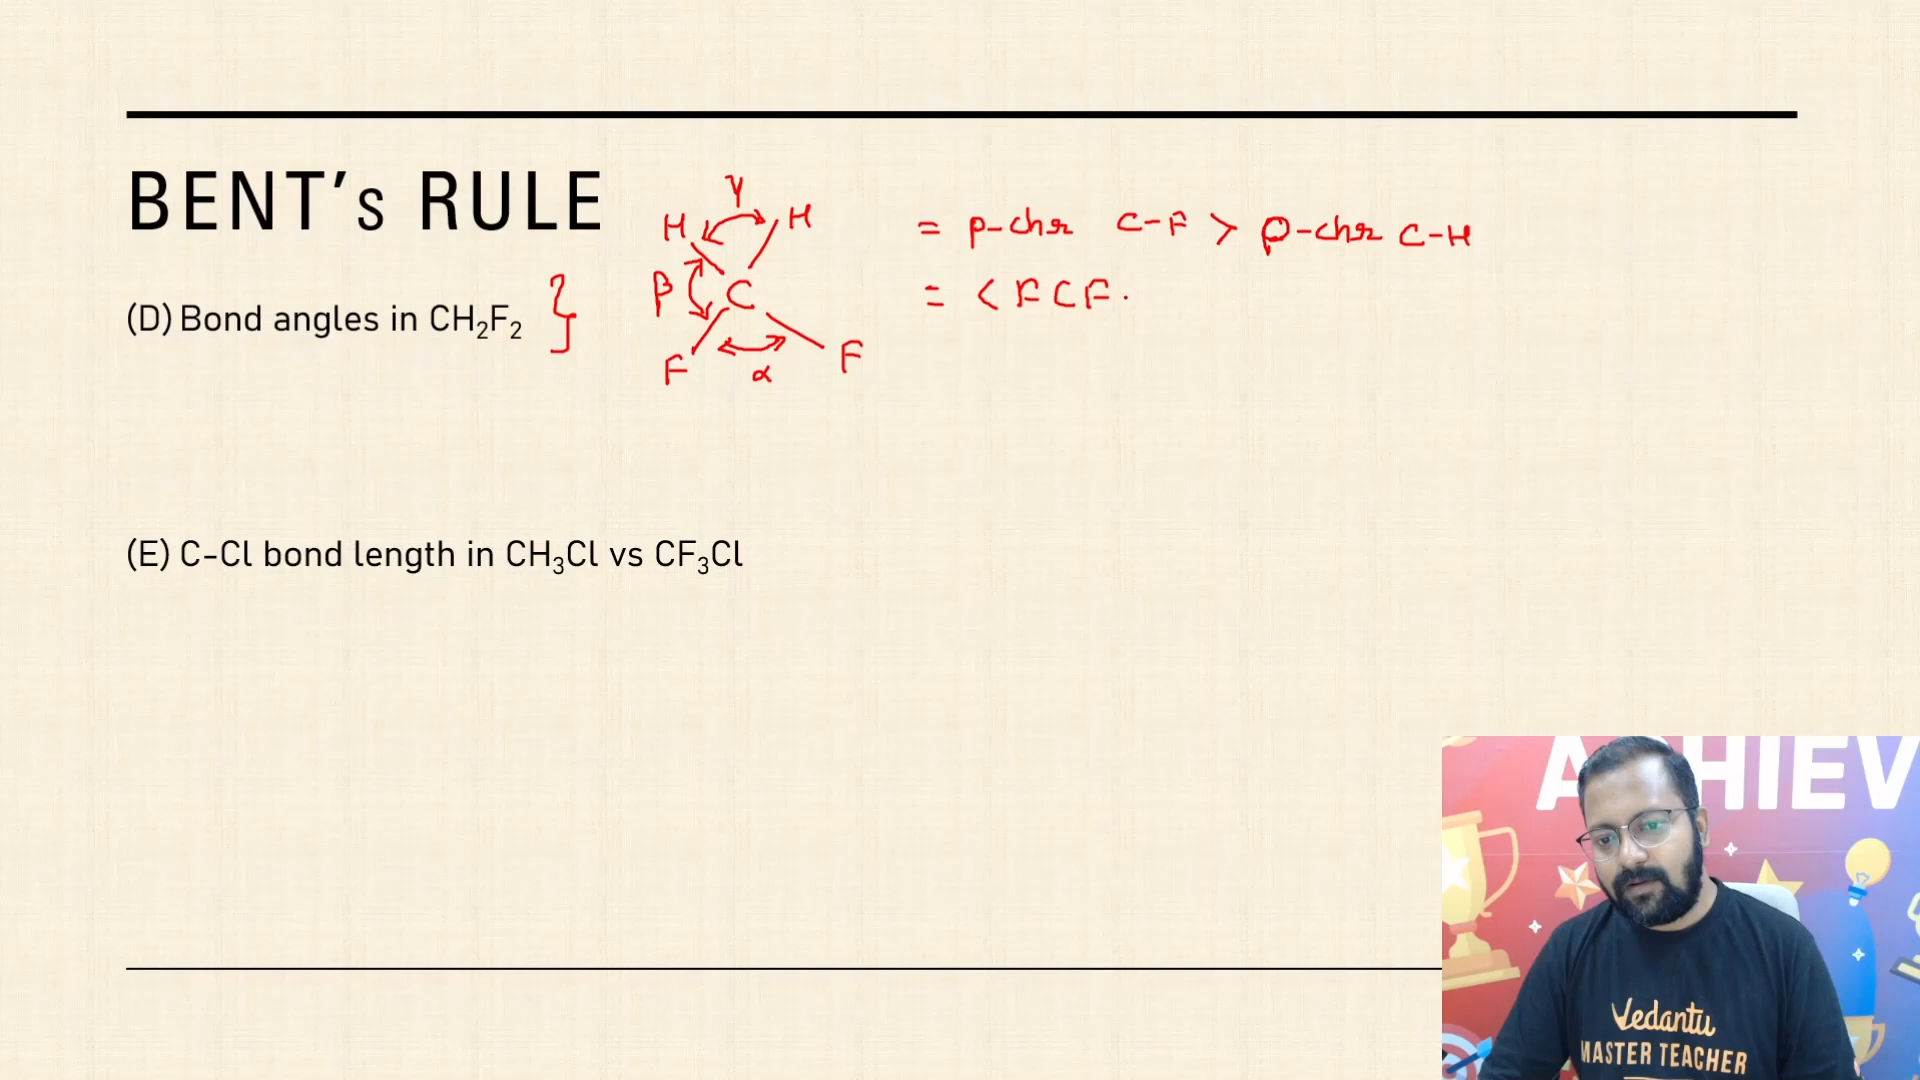 BENT's RULE
γ
H H
= p-chr C-F > p-chr C-H
β C
= <FCF.
(D) Bond angles in CH₂F₂ }
F α F
(E) C-Cl bond length in CH₃Cl vs CF₃Cl
ACHIEV
Vedantu
MASTER TEACHER